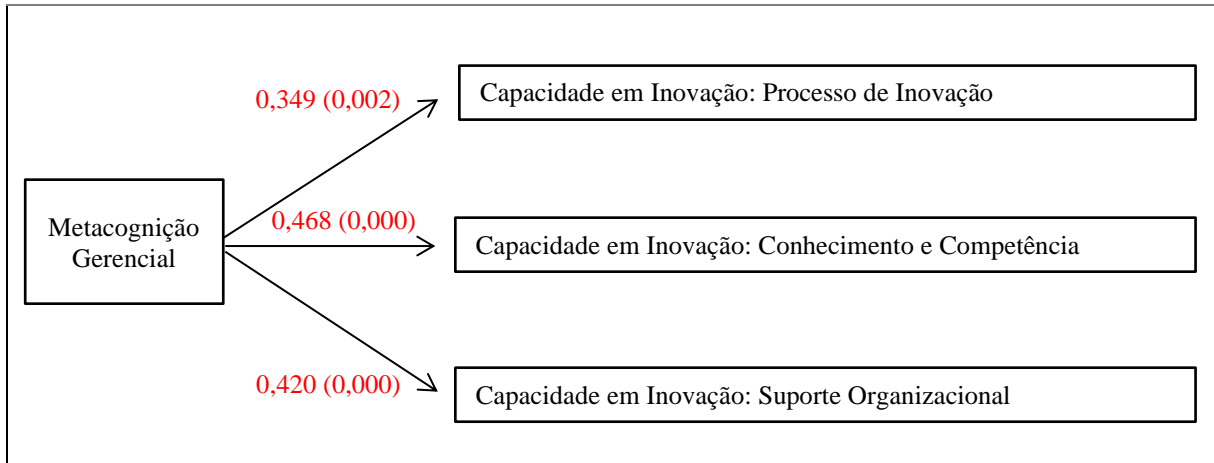 0,349 (0,002)
Capacidade em Inovação: Processo de Inovação
Metacognição
Gerencial
0,468 (0,000)
Capacidade em Inovação: Conhecimento e Competência
0,420 (0,000)
Capacidade em Inovação: Suporte Organizacional